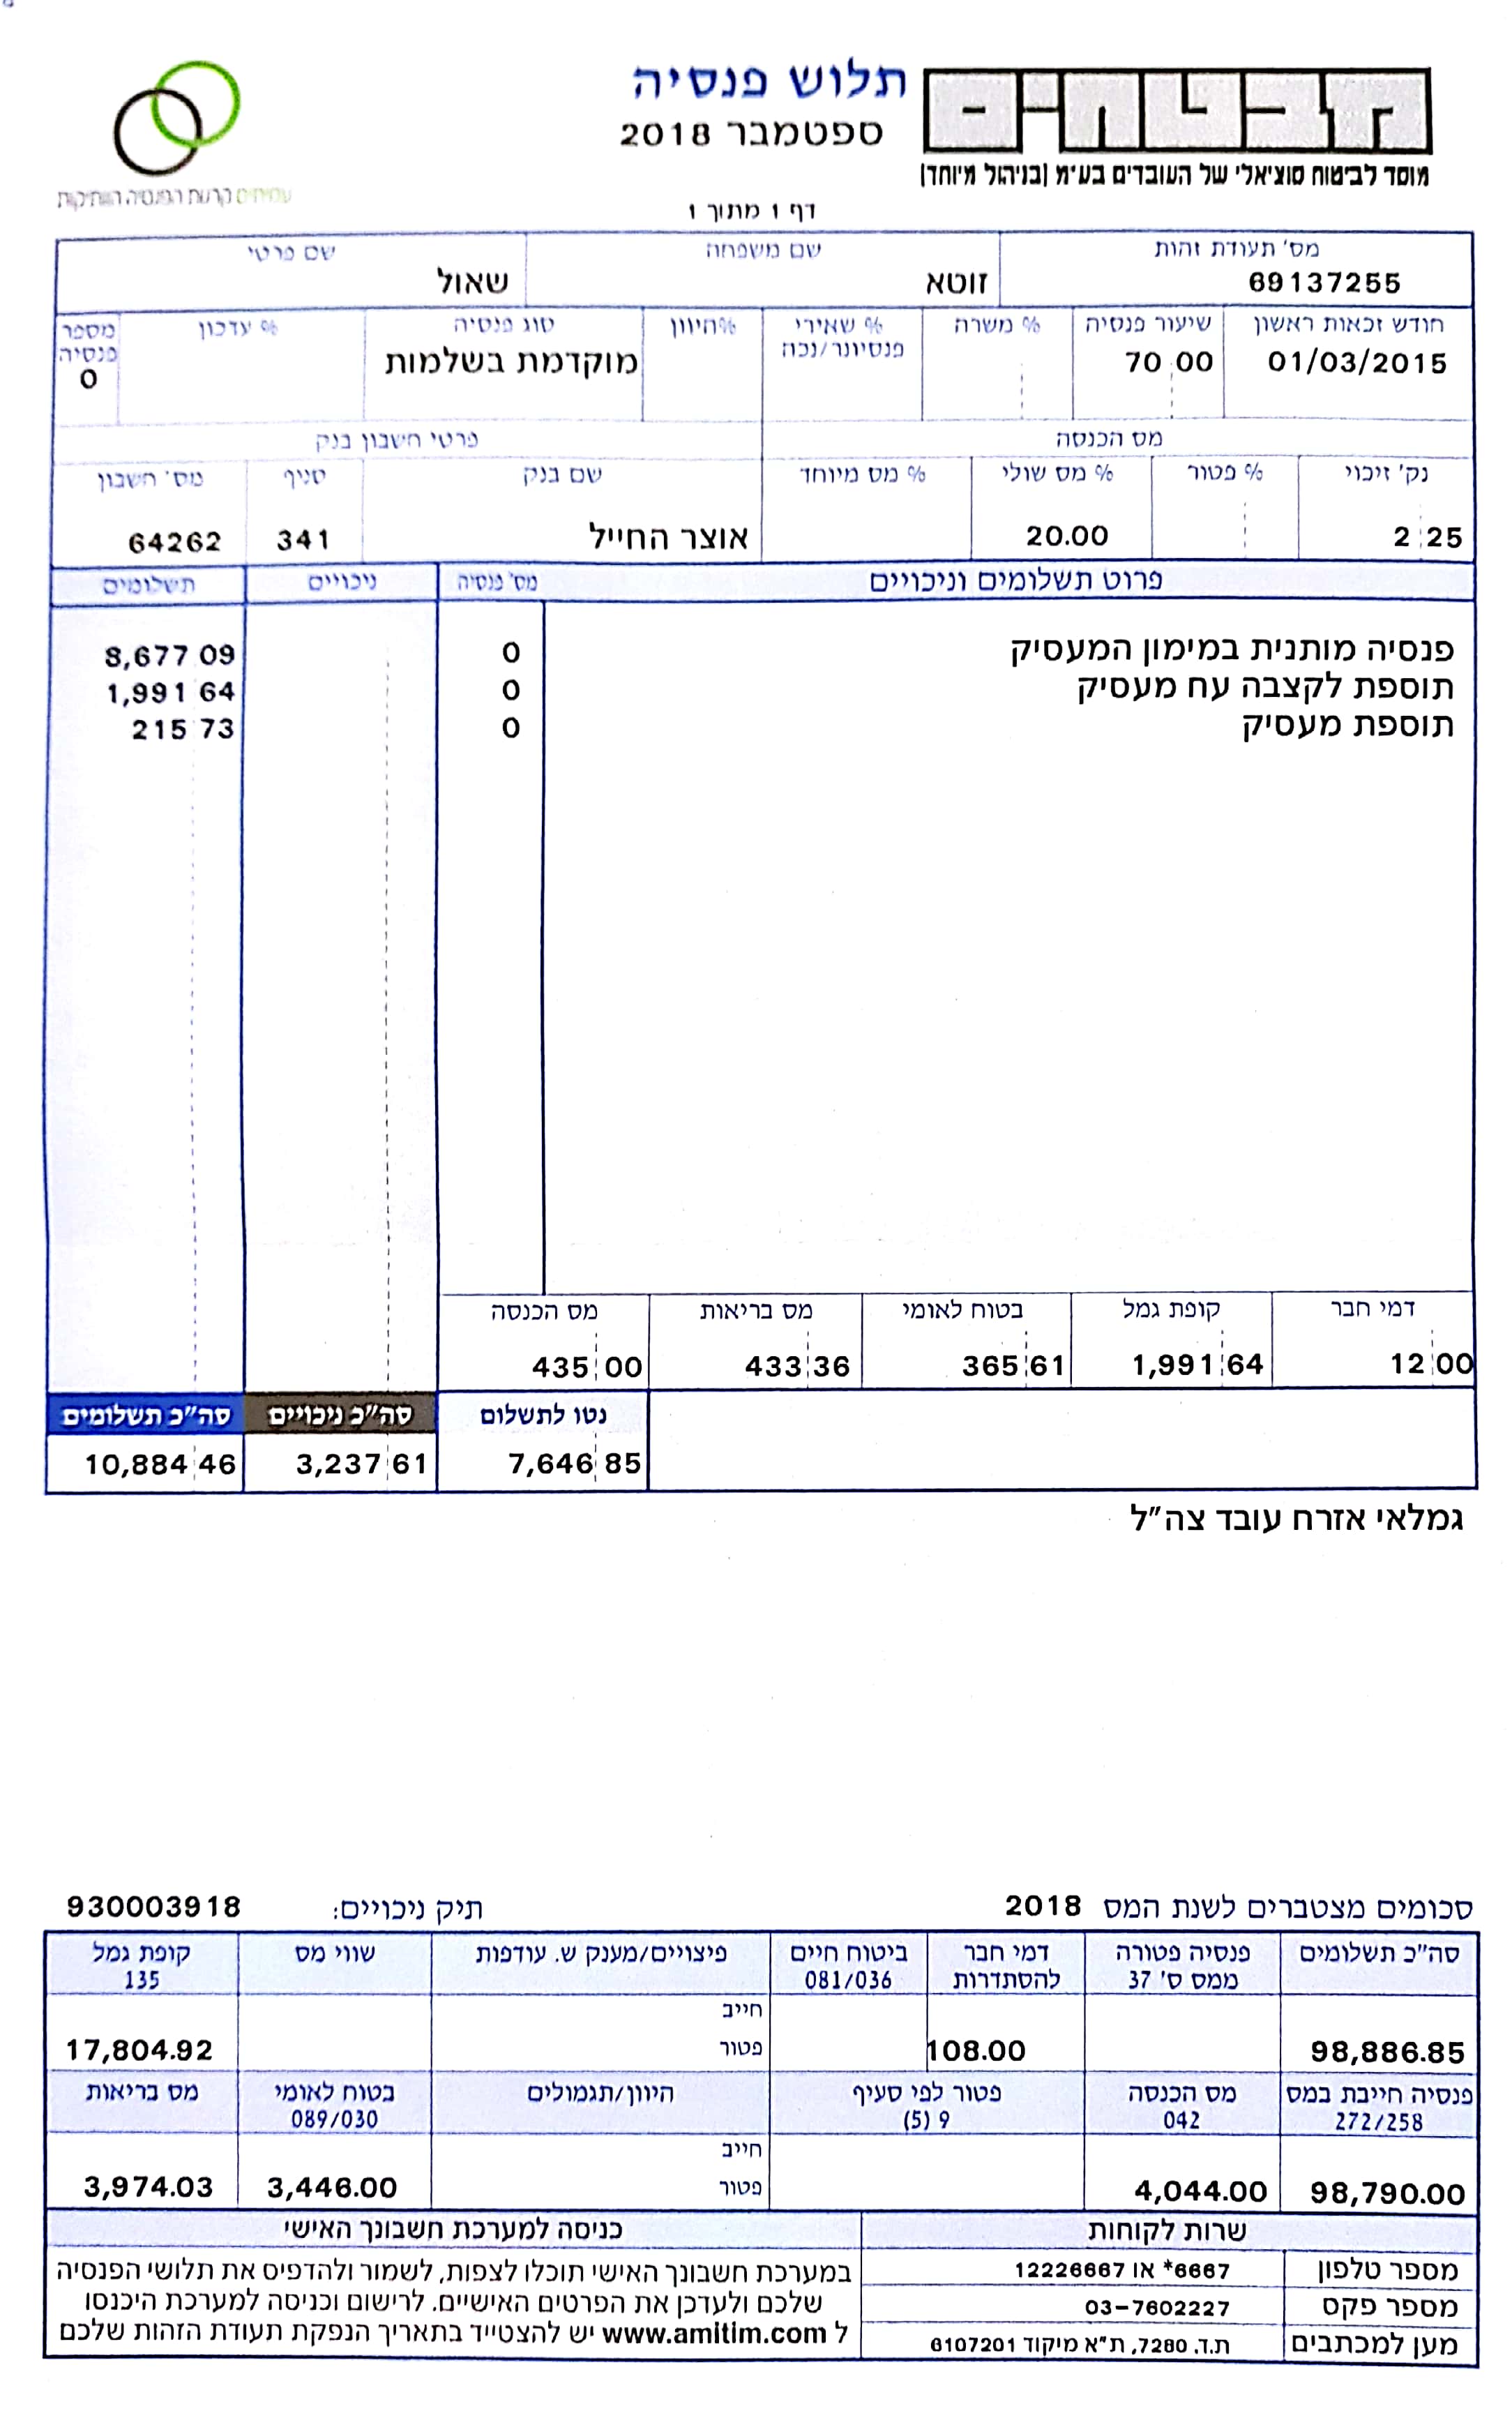 מבטחים
מוסד לביטוח סוציאלי של העובדים בע"מ (בניהול מיוחד)
תלוש פנסיה
ספטמבר 2018
דף 1 מתוך 1
עמיתים קרנות הפנסיה הוותיקות
מס' תעודת זהות שם משפחה שם פרטי
69137255 זוטא שאול
חודש זכאות ראשון שיעור פנסיה % משרה % שאירי פנסיונר/נכה %היוון סוג פנסיה % עדכון מספר פנסיה
01/03/2015 70 00 מוקדמת בשלמות 0
מס הכנסה פרטי חשבון בנק
נק' זיכוי % פטור % מס שולי % מס מיוחד שם בנק סניף מס' חשבון
2 25 20.00 אוצר החייל 341 64262
פרוט תשלומים וניכויים מס' פנסיה ניכויים תשלומים
פנסיה מותנית במימון המעסיק 0 8,677 09
תוספת לקצבה עח מעסיק 0 1,991 64
תוספת מעסיק 0 215 73
דמי חבר קופת גמל בטוח לאומי מס בריאות מס הכנסה
12 00 1,991 64 365 61 433 36 435 00
נטו לתשלום סה"כ ניכויים סה"כ תשלומים
7,646 85 3,237 61 10,884 46
גמלאי אזרח עובד צה"ל
סכומים מצטברים לשנת המס 2018 תיק ניכויים: 930003918
סה"כ תשלומים פנסיה פטורה ממס ס' 37 דמי חבר להסתדרות ביטוח חיים 081/036 פיצויים/מענק ש. עודפות שווי מס קופת גמל 135
חייב
98,886.85 108.00 פטור 17,804.92
פנסיה חייבת במס 272/258 מס הכנסה 042 פטור לפי סעיף 9 (5) היוון/תגמולים בטוח לאומי 089/030 מס בריאות
חייב
98,790.00 4,044.00 פטור 3,446.00 3,974.03
שרות לקוחות כניסה למערכת חשבונך האישי
מספר טלפון 6667* או 12226667
מספר פקס 03-7602227
מען למכתבים ת.ד. 7280, ת"א מיקוד 6107201
במערכת חשבונך האישי תוכלו לצפות, לשמור ולהדפיס את תלושי הפנסיה
שלכם ולעדכן את הפרטים האישיים. לרישום וכניסה למערכת היכנסו
ל www.amitim.com יש להצטייד בתאריך הנפקת תעודת הזהות שלכם